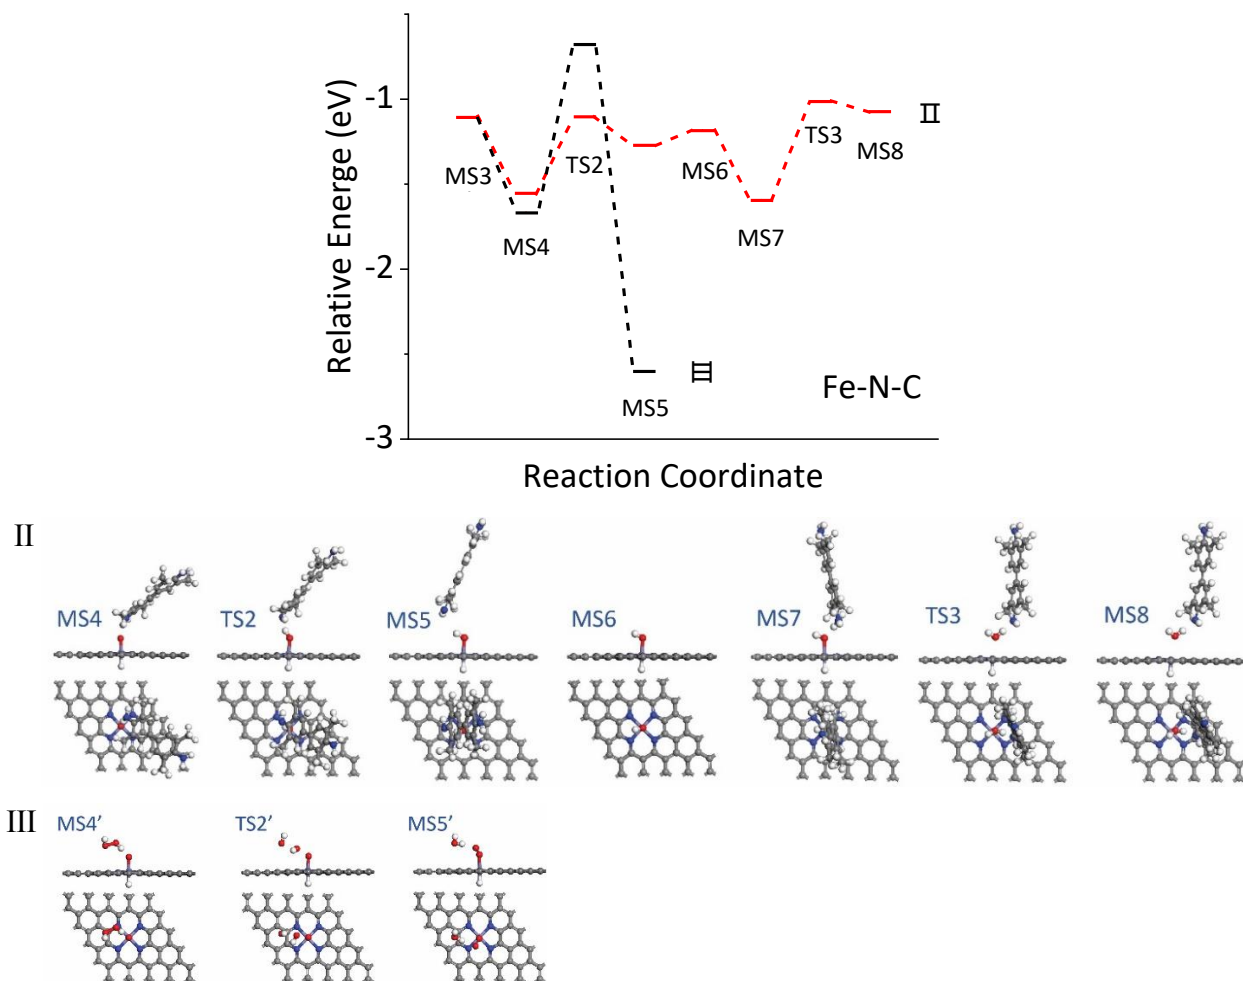 Relative Energe (eV)
-1
-2
-3
MS3
MS4
TS2
MS5
MS6
MS7
TS3
MS8
II
III
Fe-N-C
Reaction Coordinate
II
MS4
TS2
MS5
MS6
MS7
TS3
MS8
III
MS4’
TS2’
MS5’